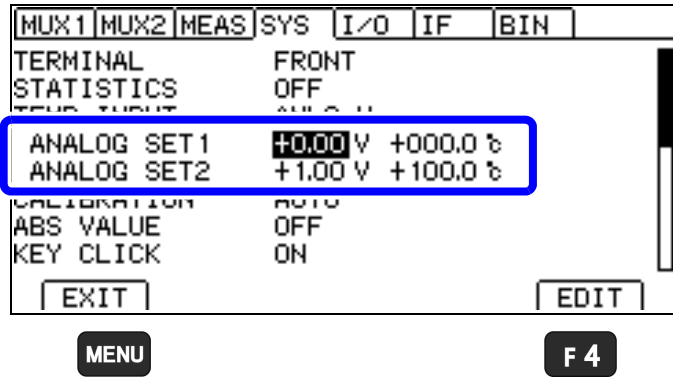 MUX1 MUX2 MEAS SYS I/O IF BIN
TERMINAL FRONT
STATISTICS OFF
ANALOG SET1 +0.00 V +000.0 ℃
ANALOG SET2 +1.00 V +100.0 ℃
ABS VALUE OFF
KEY CLICK ON
EXIT EDIT
MENU F4